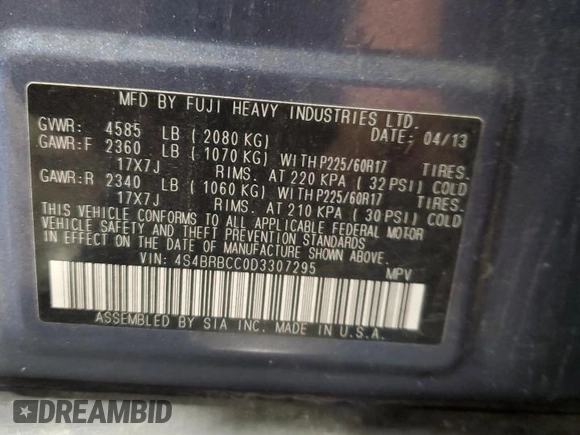 MFD BY FUJI HEAVY INDUSTRIES LTD.
GVWR: 4585 LB (2080 KG) DATE: 04/13
GAWR:F 2360 LB (1070 KG) WITH P225/60R17 TIRES.
17X7J RIMS. AT 220 KPA (32 PSI) COLD
GAWR:R 2340 LB (1060 KG) WITH P225/60R17 TIRES.
17X7J RIMS. AT 210 KPA (30 PSI) COLD
THIS VEHICLE CONFORMS TO ALL APPLICABLE FEDERAL MOTOR
VEHICLE SAFETY AND THEFT PREVENTION STANDARDS
IN EFFECT ON THE DATE OF MANUFACTURE SHOWN ABOVE.
VIN: 4S4BRBCC0D3307295 MPV
ASSEMBLED BY SIA INC. MADE IN U.S.A.
DREAMBID